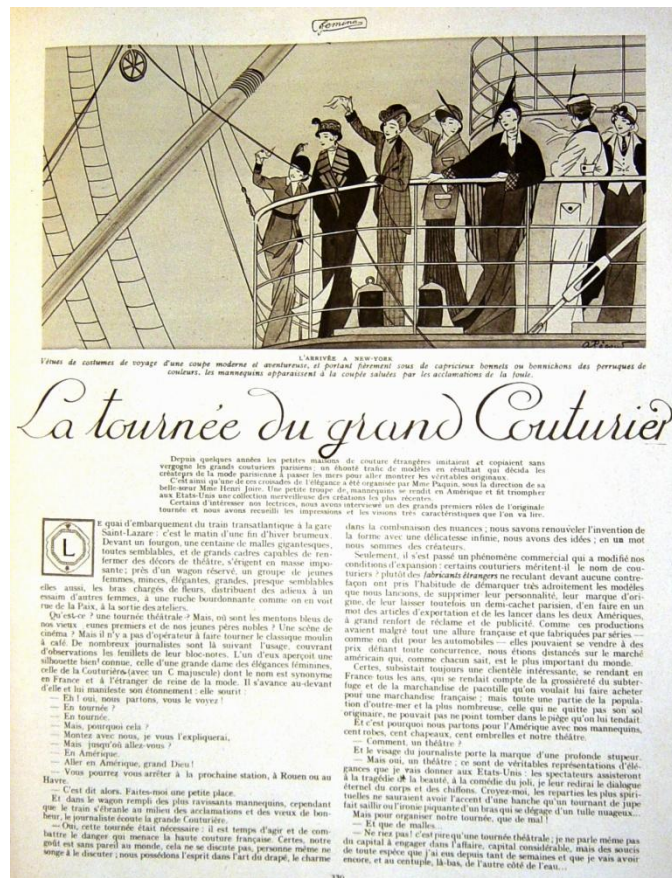 femina
L'ARRIVÉE A NEW-YORK
Vêtues de costumes de voyage d'une coupe moderne et aventureuse, et portant fièrement sous de capricieux bonnets ou bonnichons des perruques de
couleurs, les mannequins apparaissent à la coupée saluées par les acclamations de la foule.
La tournée du grand Couturier
Depuis quelques années les petites maisons de couture étrangères imitaient et copiaient sans
vergogne les grands couturiers parisiens; un éhonté trafic de modèles en résultait qui décida les
créateurs de la mode parisienne à passer les mers pour aller montrer les véritables originaux.
C'est ainsi qu'une de ces croisades de l'élégance a été organisée par Mme Paquin, sous la direction de sa
belle-sœur Mme Henri Joire. Une petite troupe de mannequins se rendit en Amérique et fit triompher
aux Etats-Unis une collection merveilleuse des créations les plus récentes.
Certains d'intéresser nos lectrices, nous avons interviewé un des grands premiers rôles de l'originale
tournée et nous avons recueilli les impressions et les visions très caractéristiques que l'on va lire.
LE quai d'embarquement du train transatlantique à la gare
Saint-Lazare : c'est le matin d'une fin d'hiver brumeux.
Devant un fourgon, une centaine de malles gigantesques,
toutes semblables, et de grands cadres capables de ren-
fermer des décors de théâtre, s'érigent en masse impo-
sante; près d'un wagon réservé, un groupe de jeunes
femmes, minces, élégantes, grandes, presque semblables
elles aussi, les bras chargés de fleurs, distribuent des adieux à un
essaim d'autres femmes, à une ruche bourdonnante comme on en voit
rue de la Paix, à la sortie des ateliers.
Qu'est-ce ? une tournée théâtrale ? Mais, où sont les mentons bleus de
nos vieux jeunes premiers et de nos jeunes pères nobles ? Une scène de
cinéma ? Mais il n'y a pas d'opérateur à faire tourner le classique moulin
à café. De nombreux journalistes sont là suivant l'usage, couvrant
d'observations les feuillets de leur bloc-notes. L'un d'eux aperçoit une
silhouette bien connue, celle d'une grande dame des élégances féminines,
celle de la Couturière (avec un C majuscule) dont le nom est synonyme
en France et à l'étranger de reine de la mode. Il s'avance au-devant
d'elle et lui manifeste son étonnement : elle sourit :
— Eh ! oui, nous partons, vous le voyez !
— En tournée ?
— En tournée.
— Mais, pourquoi cela ?
— Montez avec nous, je vous l'expliquerai.
— Mais jusqu'où allez-vous ?
— En Amérique.
— Aller en Amérique, grand Dieu !
— Vous pourrez vous arrêter à la prochaine station, à Rouen ou au
Havre.
— C'est dit. Alors. Faites-moi une petite place.
Et dans le wagon rempli des plus ravissants mannequins, cependant
que le train s'ébranle au milieu des acclamations et des vœux de bon-
heur, le journaliste écoute la grande Couturière.
— Oui, cette tournée était nécessaire : il est temps d'agir et de com-
battre le danger qui menace la haute couture française. Certes, notre
goût est sans pareil au monde, cela ne se discute pas, personne même ne
songe à le discuter ; nous possédons l'esprit dans l'art du drapé, le charme
dans la combinaison des nuances ; nous savons renouveler l'invention de
la forme avec une délicatesse infinie, nous avons des idées ; en un mot
nous sommes des créateurs.
Seulement, il s'est passé un phénomène commercial qui a modifié nos
conditions d'expansion : certains couturiers méritent-il le nom de cou-
turiers ? plutôt des fabricants étrangers ne reculant devant aucune contre-
façon ont pris l'habitude de démarquer très adroitement les modèles
que nous lançons, de supprimer leur personnalité, leur marque d'ori-
gine, de leur laisser toutefois un demi-cachet parisien, d'en faire en un
mot des articles d'exportation et de les lancer dans les deux Amériques,
à grand renfort de réclame et de publicité. Comme ces productions
avaient malgré tout une allure française et que fabriquées par séries —
comme on dit pour les automobiles — elles pouvaient se vendre à des
prix défiant toute concurrence, nous étions distancés sur le marché
américain qui, comme chacun sait, est le plus important du monde.
Certes, subsistait toujours une clientèle intéressante, se rendant en
France tous les ans, qui se rendait compte de la grossièreté du subter-
fuge et de la marchandise de pacotille qu'on voulait lui faire acheter
pour une marchandise française ; mais toute une partie de la popula-
tion d'outre-mer et la plus nombreuse, celle qui ne quitte pas son sol
originaire, ne pouvait pas ne point tomber dans le piège qu'on lui tendait.
Et c'est pourquoi nous partons pour l'Amérique avec nos mannequins,
cent robes, cent chapeaux, cent ombrelles et notre théâtre.
— Comment, un théâtre ?
Et le visage du journaliste porte la marque d'une profonde stupeur.
— Mais oui, un théâtre ; ce sont de véritables représentations d'élé-
gances que je vais donner aux Etats-Unis : les spectateurs assisteront
à la tragédie de la beauté, à la comédie du joli, je leur redirai le dialogue
éternel du corps et des chiffons. Croyez-moi, les reparties les plus spiri-
tuelles ne sauraient avoir l'accent d'une hanche qu'un tournant de jupe
fait saillir ou l'ironie piquante d'un bras qui se dégage d'un tulle nuageux...
Mais pour organiser notre tournée, que de mal !
— Et que de malles...
— Ne riez pas ! c'est pire qu'une tournée théâtrale ; je ne parle même pas
du capital à engager dans l'affaire, capital considérable, mais des soucis
de toute espèce que j'ai eus depuis tant de semaines et que je vais avoir
encore, et au centuple, là-bas, de l'autre côté de l'eau...